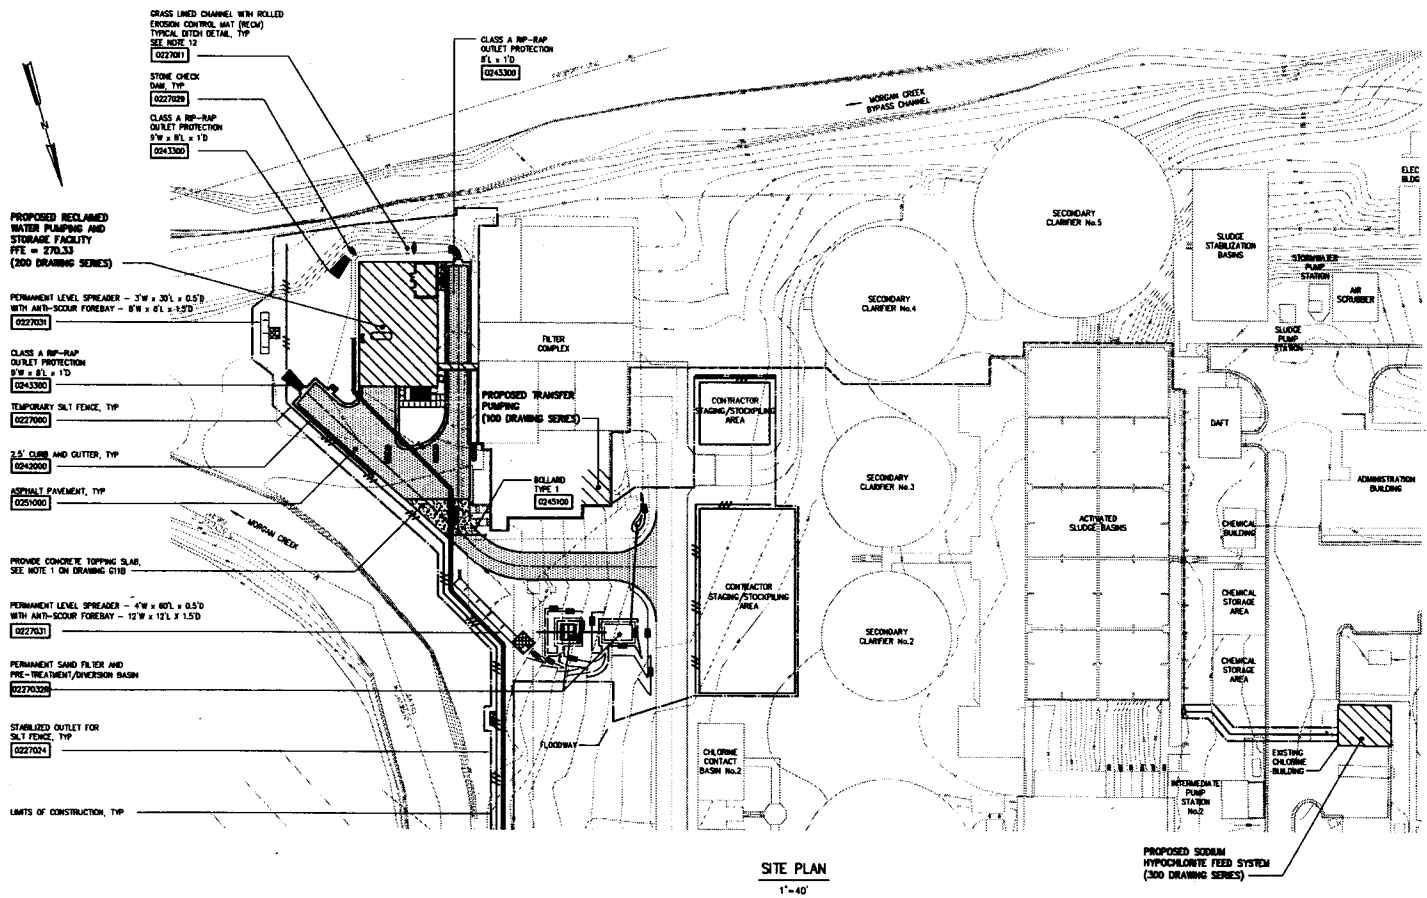 GRASS LINED CHANNEL WITH ROLLED
EROSION CONTROL MAT (RECM)
TYPICAL DITCH DETAIL, TYP
SEE NOTE 12
0227011
STONE CHECK
DAM, TYP
0227029
CLASS A RIP-RAP
OUTLET PROTECTION
9'W x 8'L x 1'D
0243300
CLASS A RIP-RAP
OUTLET PROTECTION
8'L x 1'D
0243300
N
PROPOSED RECLAIMED
WATER PUMPING AND
STORAGE FACILITY
FFE = 270.33
(200 DRAWING SERIES)
PERMANENT LEVEL SPREADER - 3'W x 30'L x 0.5'D
WITH ANTI-SCOUR FOREBAY - 8'W x 8'L x 1.5'D
0227031
CLASS A RIP-RAP
OUTLET PROTECTION
9'W x 8'L x 1'D
0243300
TEMPORARY SILT FENCE, TYP
0227000
2.5' CURB AND GUTTER, TYP
0242000
ASPHALT PAVEMENT, TYP
0251000
PROVIDE CONCRETE TOPPING SLAB,
SEE NOTE 1 ON DRAWING G11B
PERMANENT LEVEL SPREADER - 4'W x 60'L x 0.5'D
WITH ANTI-SCOUR FOREBAY - 12'W x 12'L X 1.5'D
0227031
PERMANENT SAND FILTER AND
PRE-TREATMENT/DIVERSION BASIN
0227032R
STABILIZED OUTLET FOR
SILT FENCE, TYP
0227024
LIMITS OF CONSTRUCTION, TYP
MORGAN CREEK
MORGAN CREEK
BYPASS CHANNEL
FILTER
COMPLEX
PROPOSED TRANSFER
PUMPING
(100 DRAWING SERIES)
BOLLARD
TYPE 1
0245100
FLOODWAY
CONTRACTOR
STAGING/STOCKPILING
AREA
CONTRACTOR
STAGING/STOCKPILING
AREA
CHLORINE
CONTACT
BASIN No.2
SECONDARY
CLARIFIER No.5
SECONDARY
CLARIFIER No.4
SECONDARY
CLARIFIER No.3
SECONDARY
CLARIFIER No.2
ACTIVATED
SLUDGE BASINS
SLUDGE
STABILIZATION
BASINS
ELEC
BLDG
STORMWATER
PUMP
STATION
AIR
SCRUBBER
SLUDGE
PUMP
STATION
DAFT
ADMINISTRATION
BUILDING
CHEMICAL
BUILDING
CHEMICAL
STORAGE
AREA
CHEMICAL
STORAGE
AREA
EXISTING
CHLORINE
BUILDING
INTERMEDIATE
PUMP
STATION
No.2
PROPOSED SODIUM
HYPOCHLORITE FEED SYSTEM
(300 DRAWING SERIES)
SITE PLAN
1"=40'